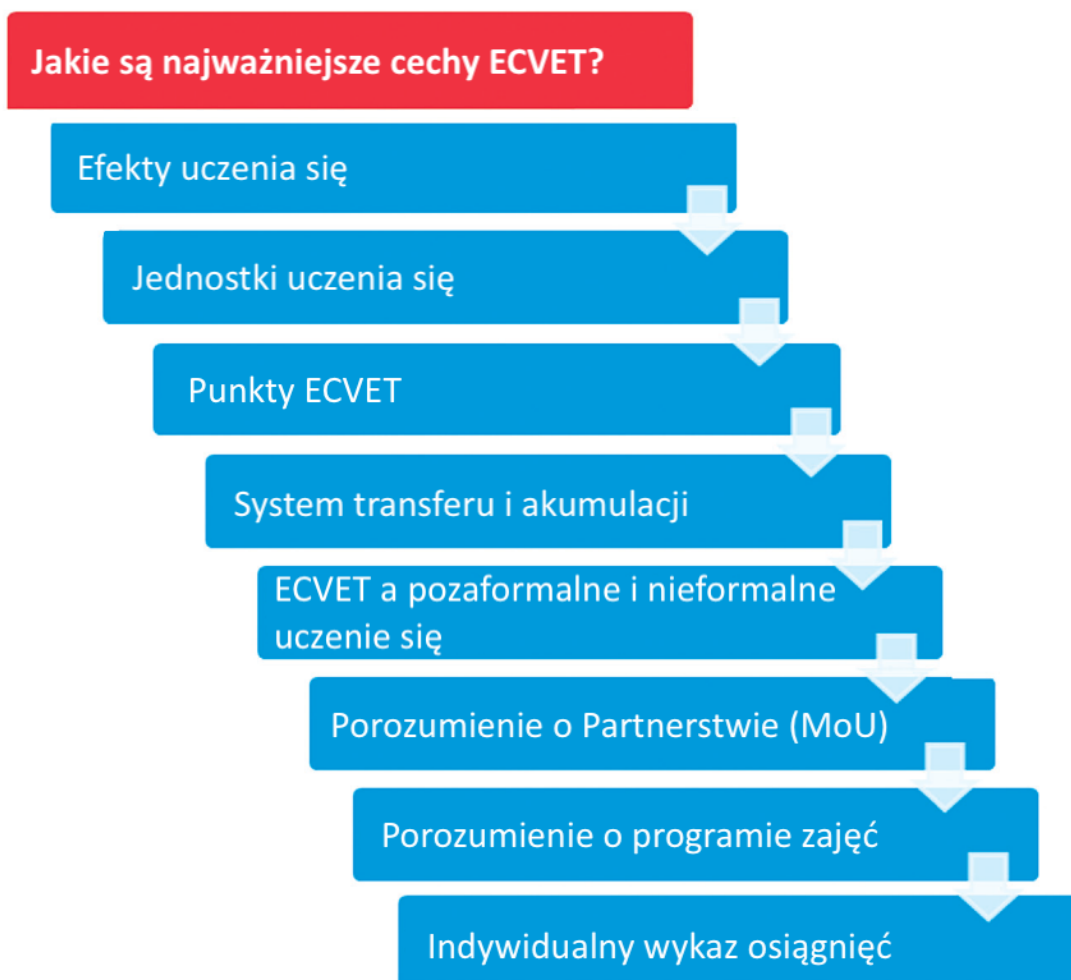 Jakie są najważniejsze cechy ECVET?
Efekty uczenia się
Jednostki uczenia się
Punkty ECVET
System transferu i akumulacji
ECVET a pozaformalne i nieformalne
uczenie się
Porozumienie o Partnerstwie (MoU)
Porozumienie o programie zajęć
Indywidualny wykaz osiągnięć